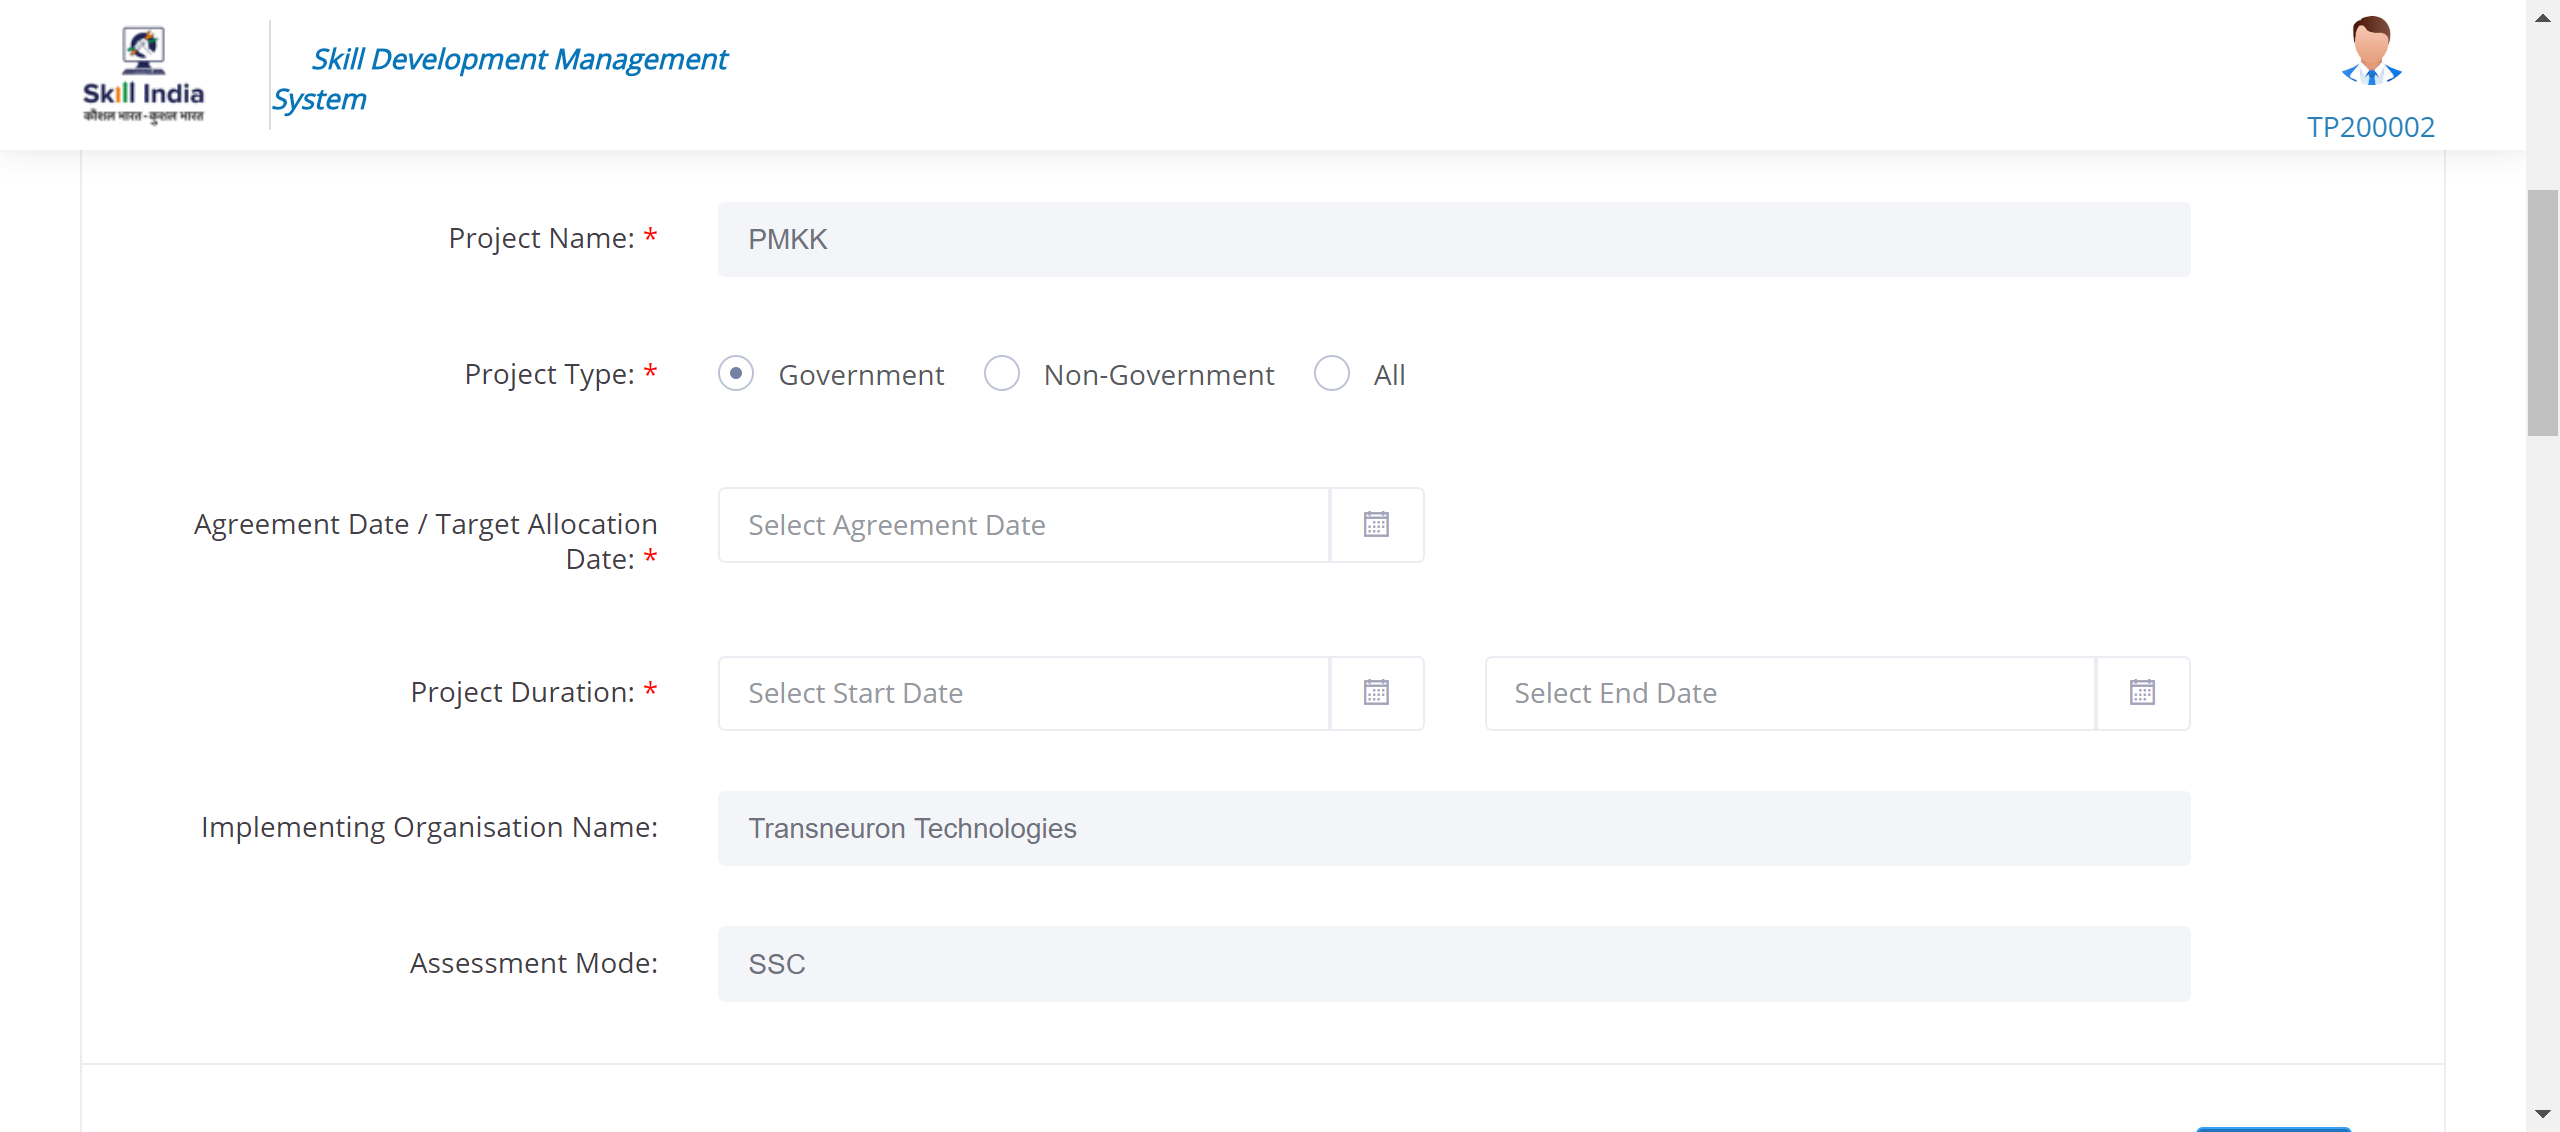 Skill India
कौशल भारत - कुशल भारत
Skill Development Management
System
TP200002
Project Name: *
PMKK
Project Type: *
Government
Non-Government
All
Agreement Date / Target Allocation
Date: *
Select Agreement Date
Project Duration: *
Select Start Date
Select End Date
Implementing Organisation Name:
Transneuron Technologies
Assessment Mode:
SSC